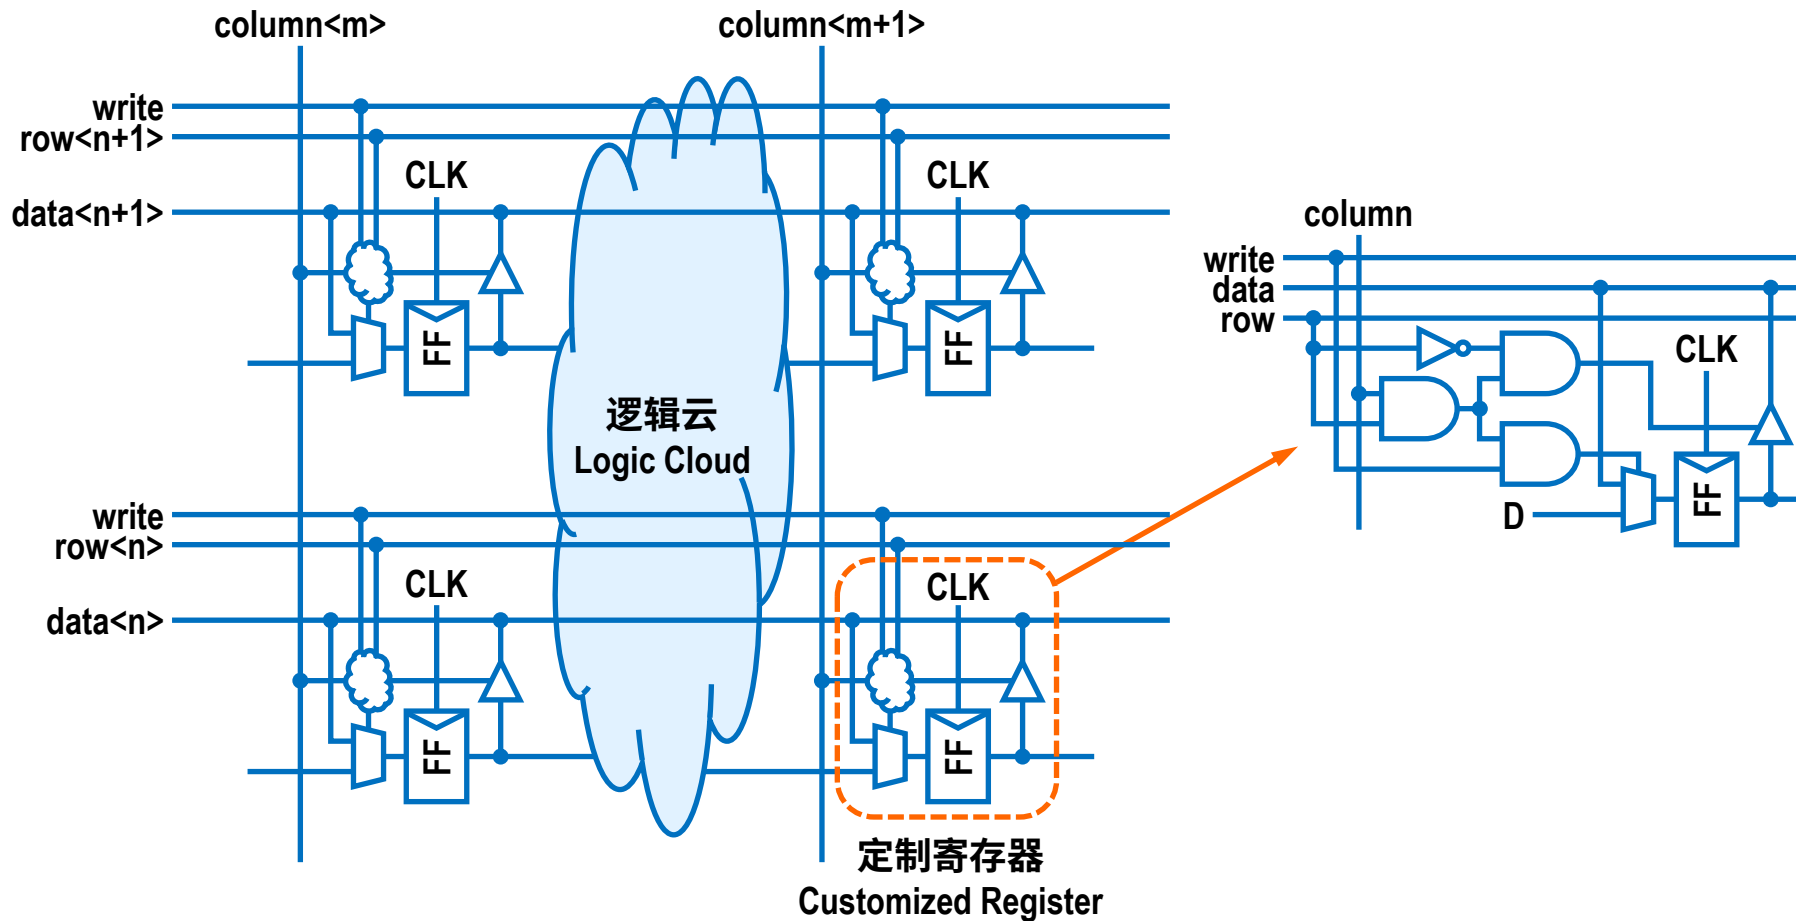 column<m>
column<m+1>
write
row<n+1>
CLK
CLK
data<n+1>
FF
FF
逻辑云
Logic Cloud
write
row<n>
CLK
CLK
data<n>
FF
FF
定制寄存器
Customized Register
column
write
data
row
CLK
D
FF